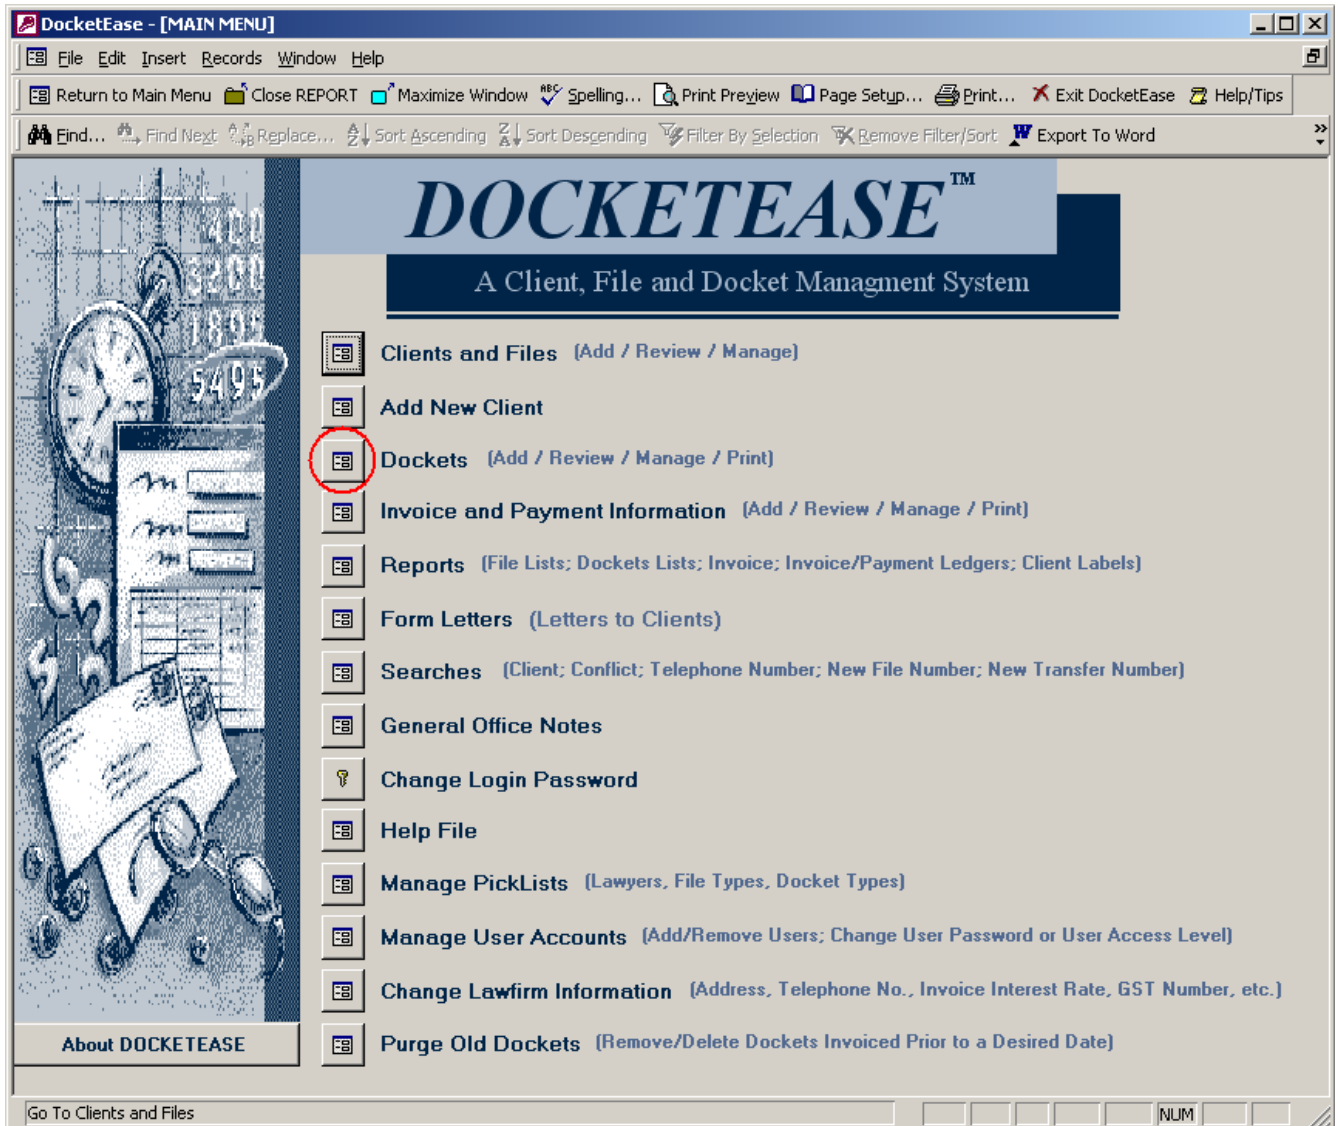 DocketEase - [MAIN MENU]
File Edit Insert Records Window Help
Return to Main Menu Close REPORT Maximize Window ABC Spelling... Print Preview Page Setup... Print... Exit DocketEase Help/Tips
Find... Find Next Replace... Sort Ascending Sort Descending Filter By Selection Remove Filter/Sort W Export To Word
400
3200
1895
5495
DOCKETEASE™
A Client, File and Docket Managment System
Clients and Files (Add / Review / Manage)
Add New Client
Dockets (Add / Review / Manage / Print)
Invoice and Payment Information (Add / Review / Manage / Print)
Reports (File Lists; Dockets Lists; Invoice; Invoice/Payment Ledgers; Client Labels)
Form Letters (Letters to Clients)
Searches (Client; Conflict; Telephone Number; New File Number; New Transfer Number)
General Office Notes
Change Login Password
Help File
Manage PickLists (Lawyers, File Types, Docket Types)
Manage User Accounts (Add/Remove Users; Change User Password or User Access Level)
Change Lawfirm Information (Address, Telephone No., Invoice Interest Rate, GST Number, etc.)
About DOCKETEASE
Purge Old Dockets (Remove/Delete Dockets Invoiced Prior to a Desired Date)
Go To Clients and Files NUM